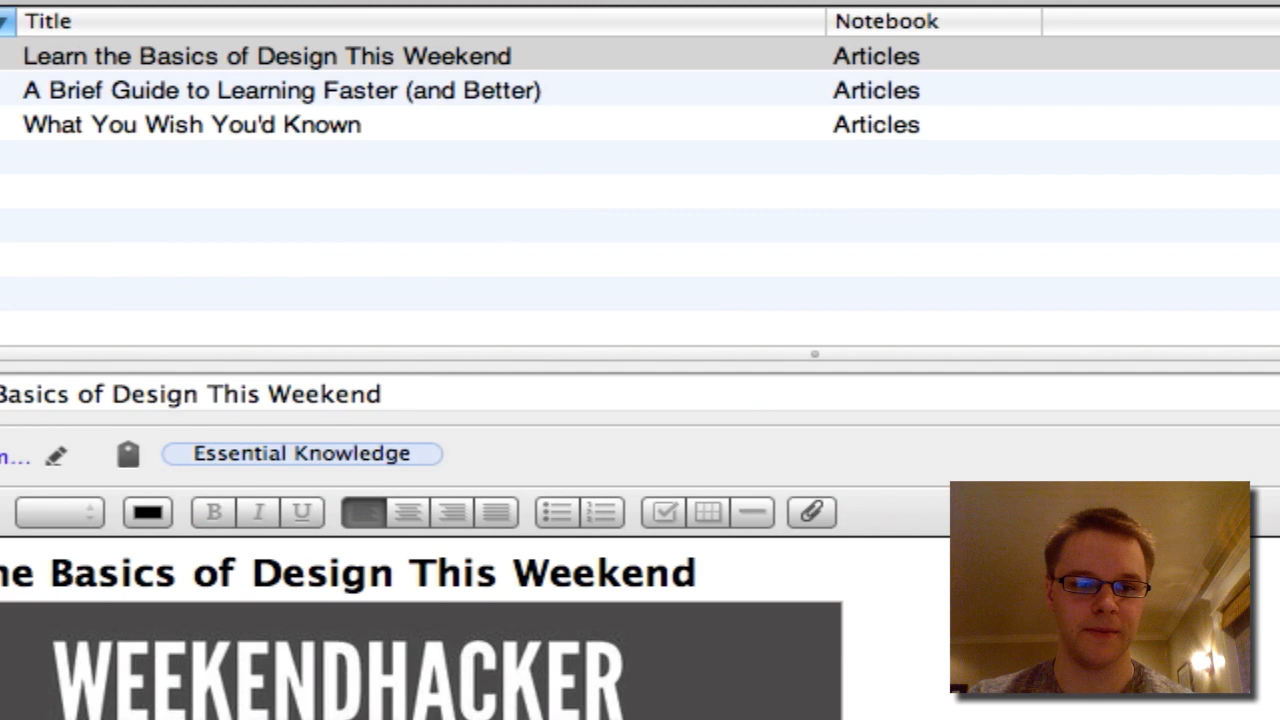 Title Notebook
Learn the Basics of Design This Weekend Articles
A Brief Guide to Learning Faster (and Better) Articles
What You Wish You'd Known Articles
Basics of Design This Weekend
n... Essential Knowledge
B I U
he Basics of Design This Weekend
WEEKENDHACKER